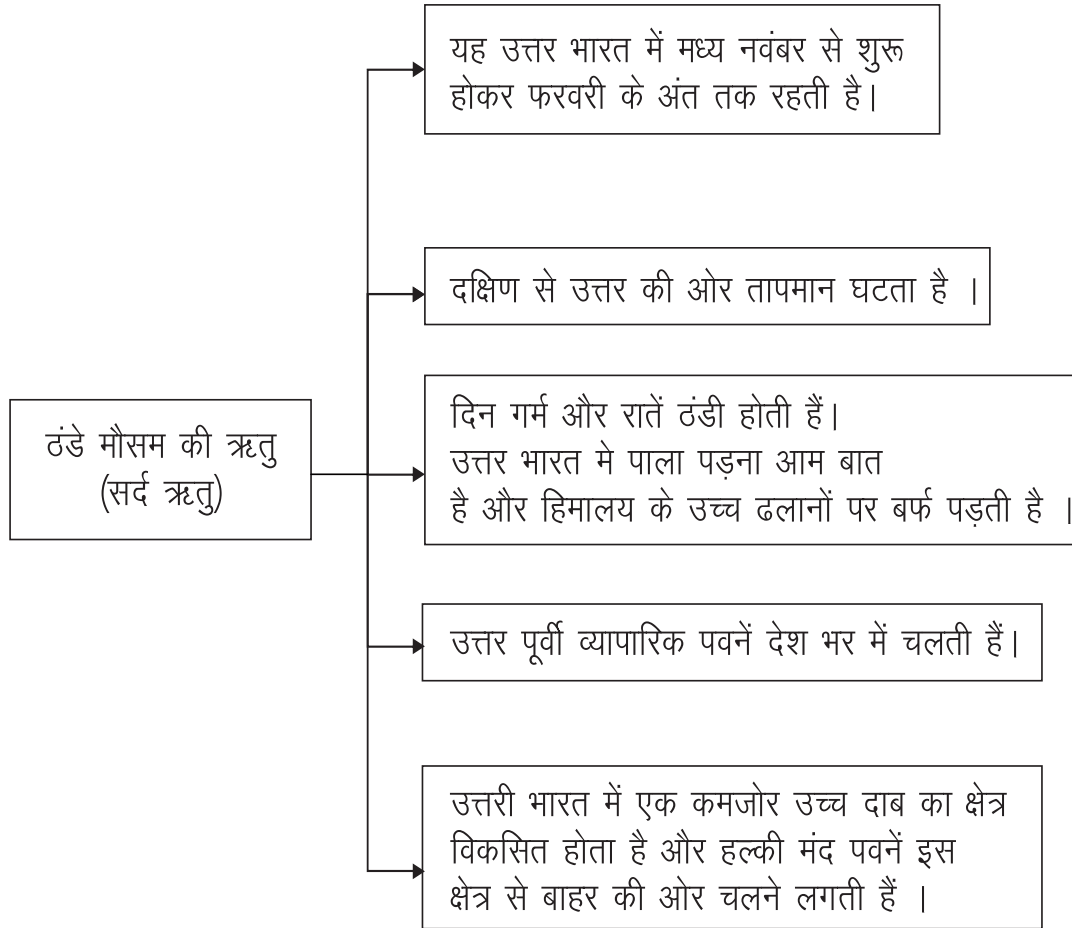 यह उत्तर भारत में मध्य नवंबर से शुरू
होकर फरवरी के अंत तक रहती है।
दक्षिण से उत्तर की ओर तापमान घटता है ।
ठंडे मौसम की ऋतु
(सर्द ऋतु)
दिन गर्म और रातें ठंडी होती हैं।
उत्तर भारत मे पाला पड़ना आम बात
है और हिमालय के उच्च ढलानों पर बर्फ पड़ती है ।
उत्तर पूर्वी व्यापारिक पवनें देश भर में चलती हैं।
उत्तरी भारत में एक कमजोर उच्च दाब का क्षेत्र
विकसित होता है और हल्की मंद पवनें इस
क्षेत्र से बाहर की ओर चलने लगती हैं ।